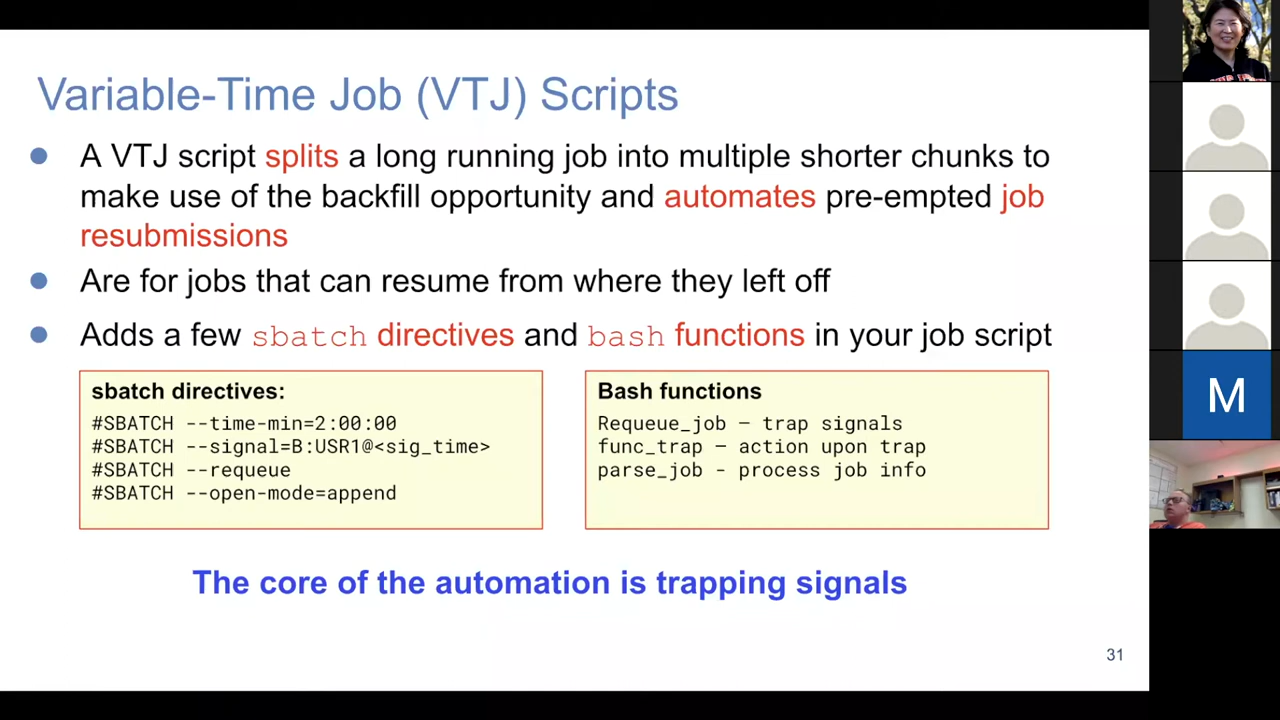 Variable-Time Job (VTJ) Scripts
● A VTJ script splits a long running job into multiple shorter chunks to
make use of the backfill opportunity and automates pre-empted job
resubmissions
● Are for jobs that can resume from where they left off
● Adds a few sbatch directives and bash functions in your job script
sbatch directives:
#SBATCH --time-min=2:00:00
#SBATCH --signal=B:USR1@<sig_time>
#SBATCH --requeue
#SBATCH --open-mode=append
Bash functions
Requeue_job – trap signals
func_trap – action upon trap
parse_job - process job info
The core of the automation is trapping signals
31
M